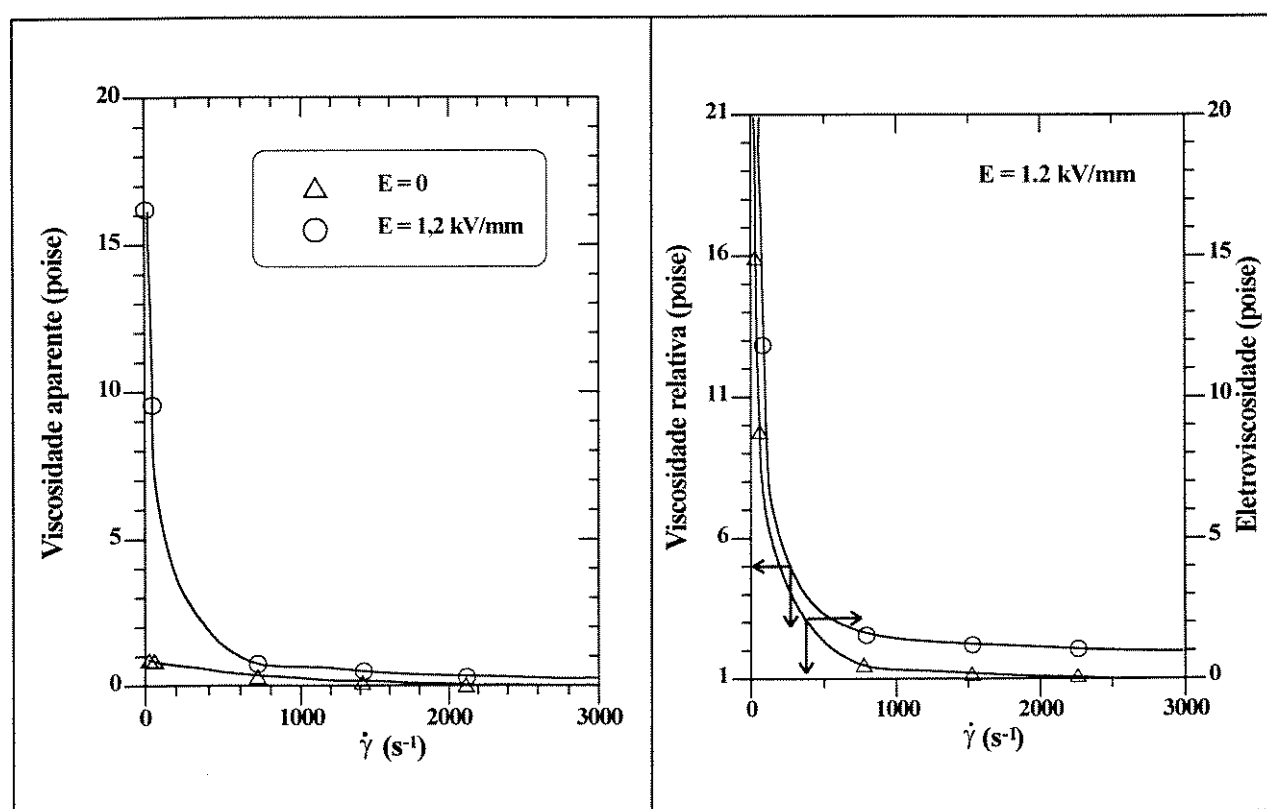 20
15
10
5
0
Viscosidade aparente (poise)
E = 0
E = 1,2 kV/mm
0
1000
2000
3000
γ̇ (s⁻¹)
21
16
11
6
1
Viscosidade relativa (poise)
E = 1.2 kV/mm
20
15
10
5
0
Eletroviscosidade (poise)
0
1000
2000
3000
γ̇ (s⁻¹)